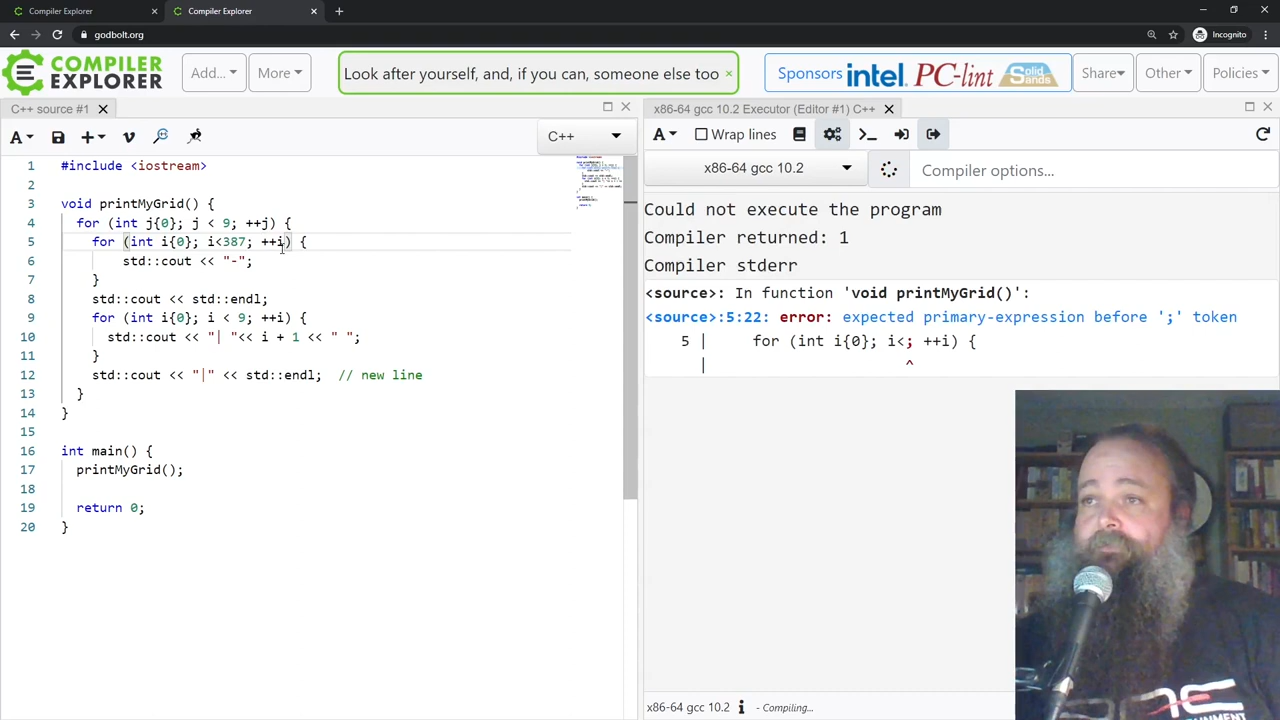 Compiler Explorer × Compiler Explorer × +
godbolt.org Incognito
COMPILER EXPLORER Add... More Look after yourself, and, if you can, someone else too × Sponsors intel. PC-lint Solid Sands Share Other Policies
C++ source #1 × x86-64 gcc 10.2 Executor (Editor #1) C++ ×
A C++ A Wrap lines
x86-64 gcc 10.2 Compiler options...
1 #include <iostream>
2
3 void printMyGrid() {
4 for (int j{0}; j < 9; ++j) {
5 for (int i{0}; i<387; ++i) {
6 std::cout << "-";
7 }
8 std::cout << std::endl;
9 for (int i{0}; i < 9; ++i) {
10 std::cout << "| "<< i + 1 << " ";
11 }
12 std::cout << "|" << std::endl; // new line
13 }
14 }
15
16 int main() {
17 printMyGrid();
18
19 return 0;
20 }
Could not execute the program
Compiler returned: 1
Compiler stderr
<source>: In function 'void printMyGrid()':
<source>:5:22: error: expected primary-expression before ';' token
5 | for (int i{0}; i<; ++i) {
| ^
x86-64 gcc 10.2 i - Compiling...